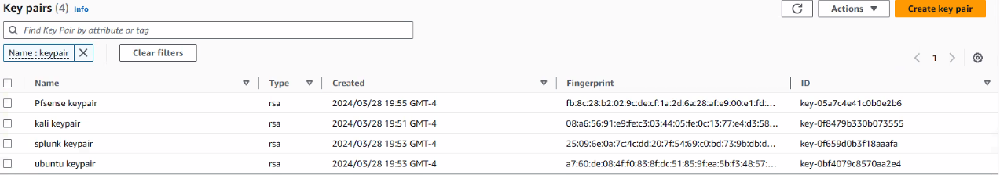 Key pairs (4) Info
Actions
Create key pair
Find Key Pair by attribute or tag
Name : keypair
Clear filters
1
Name Type Created Fingerprint ID
Pfsense keypair rsa 2024/03/28 19:55 GMT-4 fb:8c:28:b2:02:9c:de:cf:1a:2d:6a:28:af:e9:00:e1:fd:... key-05a7c4e41c0b0e2b6
kali keypair rsa 2024/03/28 19:51 GMT-4 08:a6:56:91:e9:fe:c3:03:44:05:fe:0c:13:77:e4:d3:58... key-0f8479b330b073555
splunk keypair rsa 2024/03/28 19:53 GMT-4 25:09:6e:0a:7c:4c:dd:20:7f:54:69:c0:bd:73:9b:db:d... key-0f659d0b3f18aaafa
ubuntu keypair rsa 2024/03/28 19:53 GMT-4 a7:60:de:08:4f:f0:83:8f:dc:51:85:9f:ea:5b:f3:48:57:... key-0bf4079c8570aa2e4